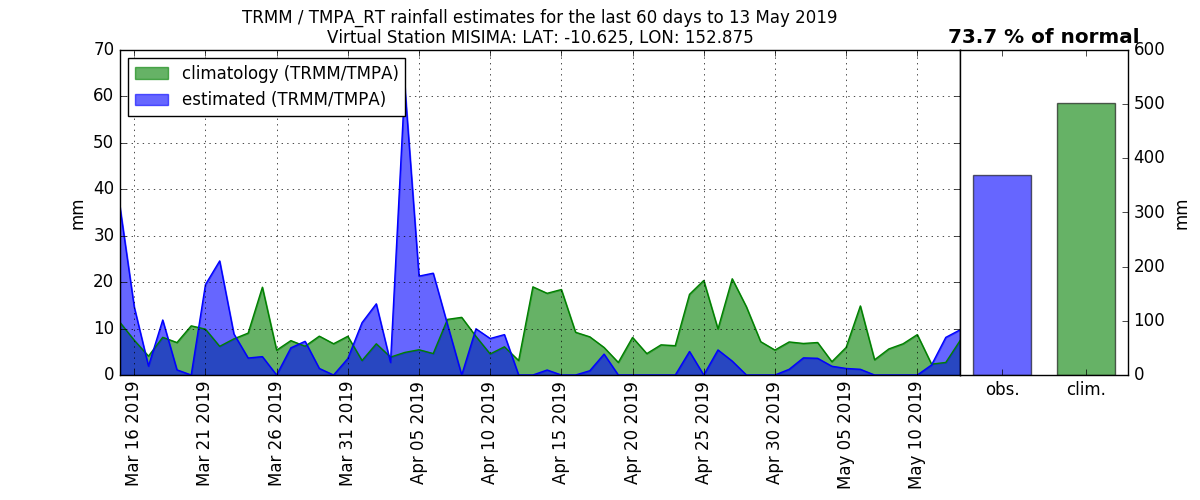 TRMM / TMPA_RT rainfall estimates for the last 60 days to 13 May 2019
Virtual Station MISIMA: LAT: -10.625, LON: 152.875
73.7 % of normal
climatology (TRMM/TMPA)
estimated (TRMM/TMPA)
mm
70
60
50
40
30
20
10
0
Mar 16 2019
Mar 21 2019
Mar 26 2019
Mar 31 2019
Apr 05 2019
Apr 10 2019
Apr 15 2019
Apr 20 2019
Apr 25 2019
Apr 30 2019
May 05 2019
May 10 2019
obs.
clim.
600
500
400
300
200
100
0
mm